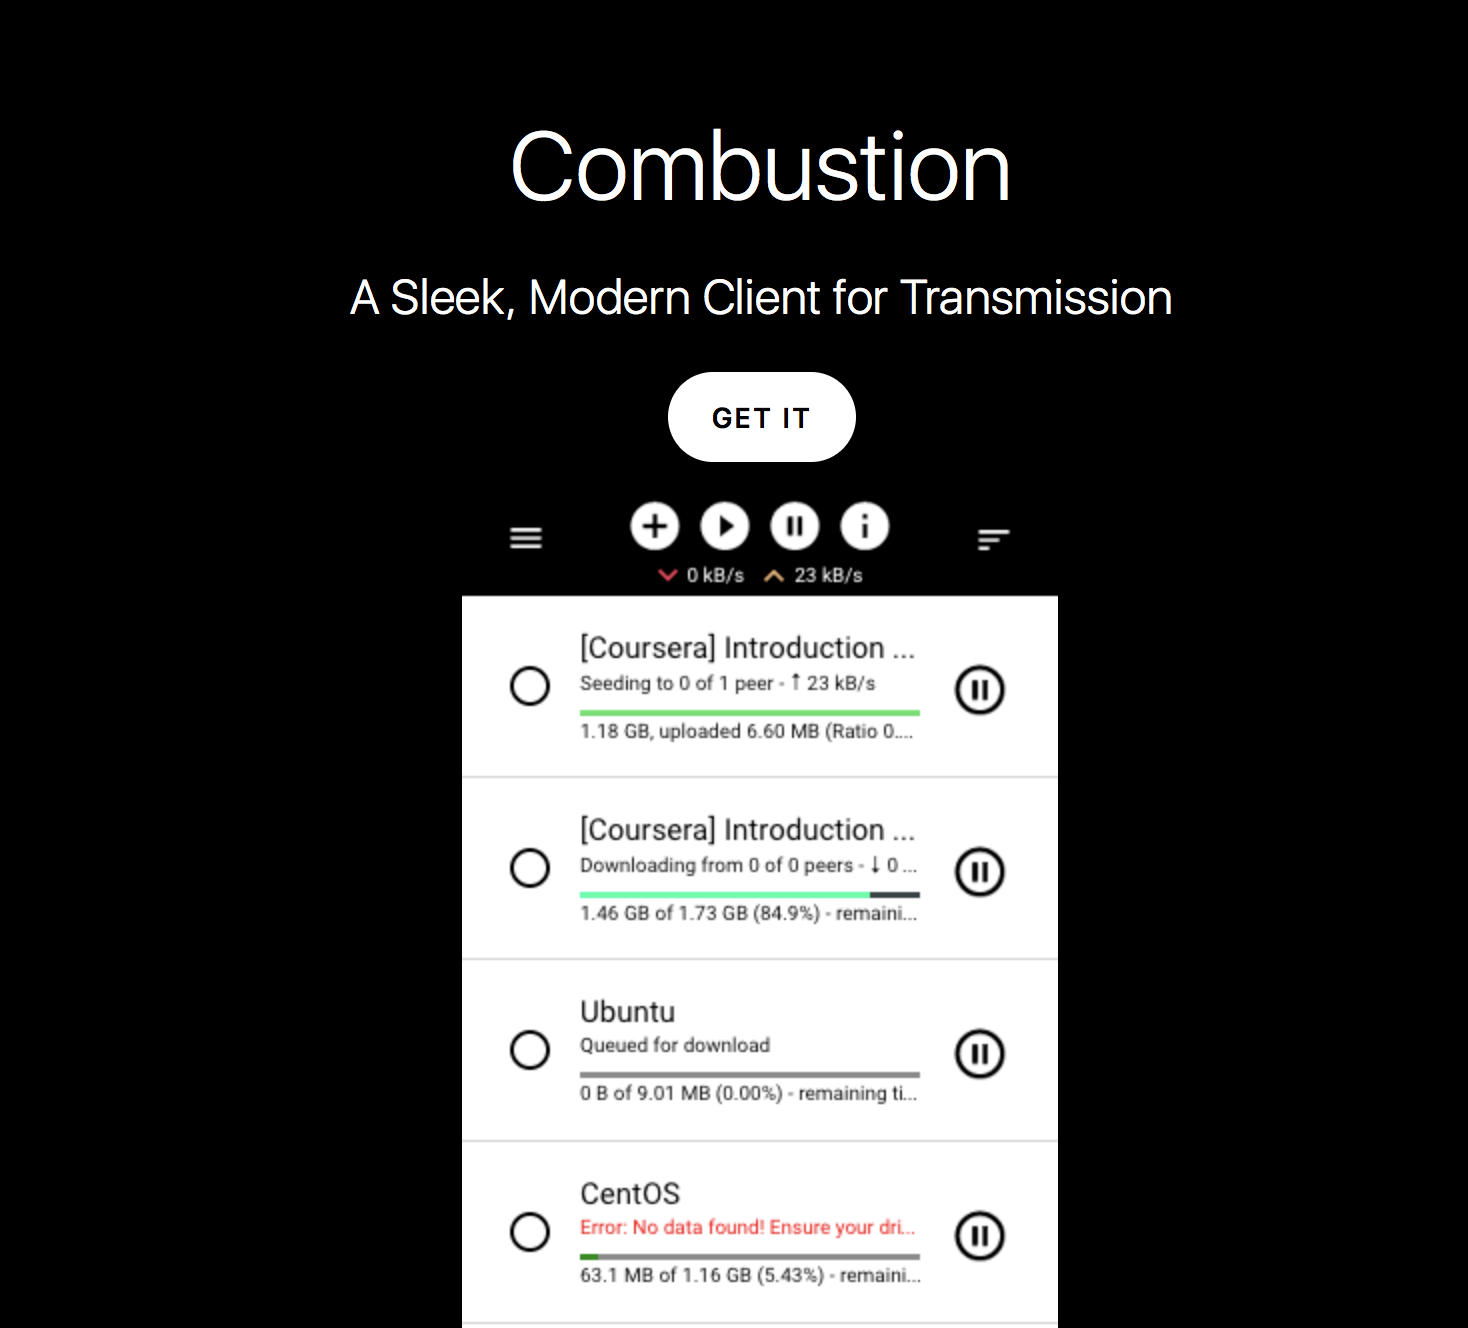 Combustion
A Sleek, Modern Client for Transmission
GET IT
0 kB/s 23 kB/s
[Coursera] Introduction ...
Seeding to 0 of 1 peer - ↑ 23 kB/s
1.18 GB, uploaded 6.60 MB (Ratio 0....
[Coursera] Introduction ...
Downloading from 0 of 0 peers - ↓ 0 ...
1.46 GB of 1.73 GB (84.9%) - remaini...
Ubuntu
Queued for download
0 B of 9.01 MB (0.00%) - remaining ti...
CentOS
Error: No data found! Ensure your dri...
63.1 MB of 1.16 GB (5.43%) - remaini...